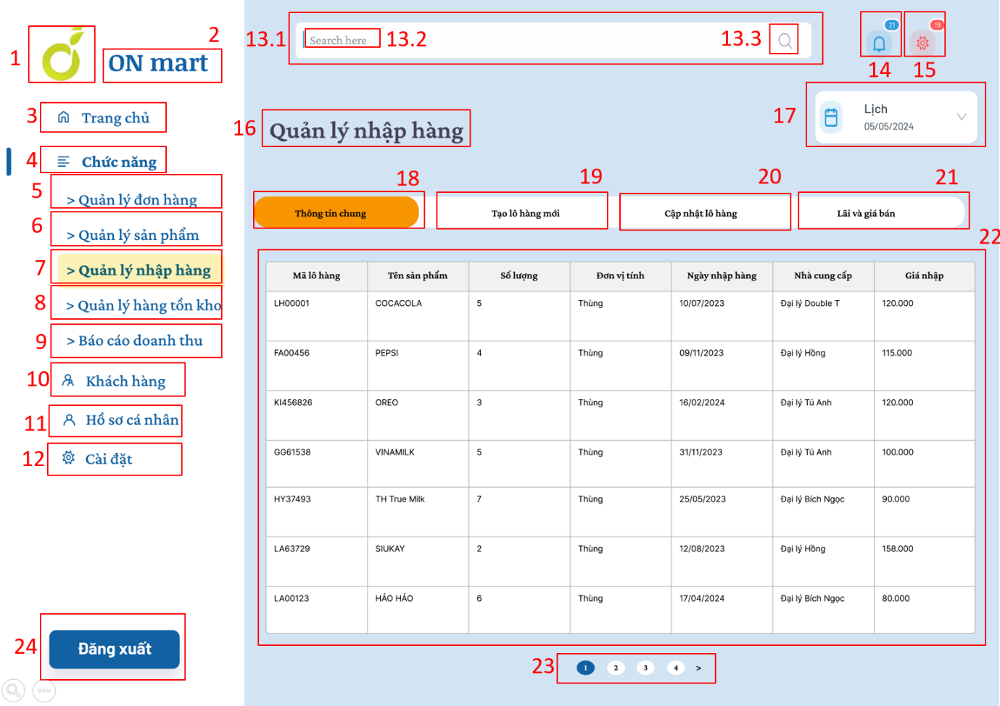 1
2
ON mart
3
Trang chủ
4
Chức năng
5
> Quản lý đơn hàng
6
> Quản lý sản phẩm
7
> Quản lý nhập hàng
8
> Quản lý hàng tồn kho
9
> Báo cáo doanh thu
10
Khách hàng
11
Hồ sơ cá nhân
12
Cài đặt
24
Đăng xuất
13.1
Search here
13.2
13.3
21
14
19
15
16
Quản lý nhập hàng
17
Lịch
05/05/2024
18
19
20
21
Thông tin chung
Tạo lô hàng mới
Cập nhật lô hàng
Lãi và giá bán
22
Mã lô hàng Tên sản phẩm Số lượng Đơn vị tính Ngày nhập hàng Nhà cung cấp Giá nhập
LH00001 COCACOLA 5 Thùng 10/07/2023 Đại lý Double T 120.000
FA00456 PEPSI 4 Thùng 09/11/2023 Đại lý Hồng 115.000
KI456826 OREO 3 Thùng 16/02/2024 Đại lý Tú Anh 120.000
GG61538 VINAMILK 5 Thùng 31/11/2023 Đại lý Tú Anh 100.000
HY37493 TH True Milk 7 Thùng 25/05/2023 Đại lý Bích Ngọc 90.000
LA63729 SIUKAY 2 Thùng 12/08/2023 Đại lý Hồng 158.000
LA00123 HẢO HẢO 6 Thùng 17/04/2024 Đại lý Bích Ngọc 80.000
23
1 2 3 4 >